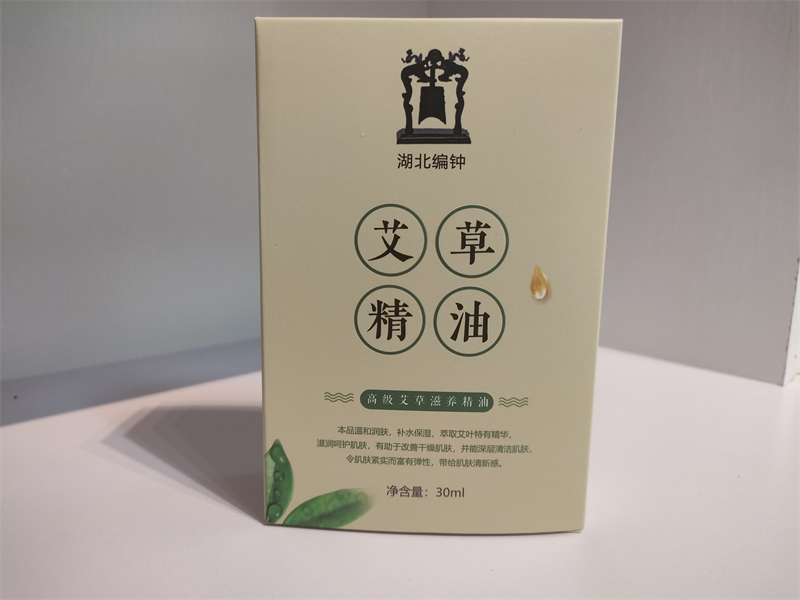 湖北编钟
艾草
精油
高级艾草滋养精油
本品温和润肤，补水保湿，萃取艾叶特有精华，
滋润呵护肌肤，有助于改善干燥肌肤，并能深层清洁肌肤，
令肌肤紧实而富有弹性，带给肌肤清新感。
净含量：30ml